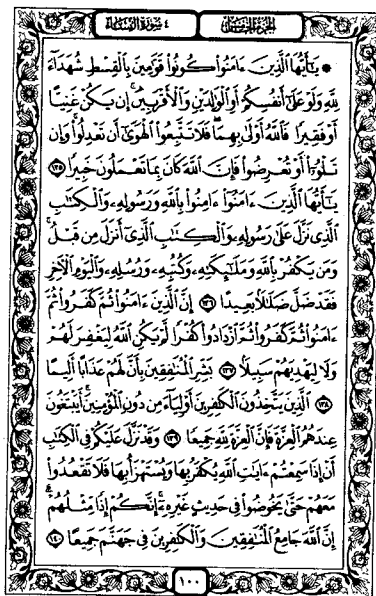 الجزء الخامس
٤ سورة النساء
۞ يَٰٓأَيُّهَا ٱلَّذِينَ ءَامَنُوا۟ كُونُوا۟ قَوَّٰمِينَ بِٱلْقِسْطِ شُهَدَآءَ
لِلَّهِ وَلَوْ عَلَىٰٓ أَنفُسِكُمْ أَوِ ٱلْوَٰلِدَيْنِ وَٱلْأَقْرَبِينَ ۚ إِن يَكُنْ غَنِيًّا
أَوْ فَقِيرًا فَٱللَّهُ أَوْلَىٰ بِهِمَا ۖ فَلَا تَتَّبِعُوا۟ ٱلْهَوَىٰٓ أَن تَعْدِلُوا۟ ۚ وَإِن
تَلْوُۥٓا۟ أَوْ تُعْرِضُوا۟ فَإِنَّ ٱللَّهَ كَانَ بِمَا تَعْمَلُونَ خَبِيرًا ١٣٥
يَٰٓأَيُّهَا ٱلَّذِينَ ءَامَنُوٓا۟ ءَامِنُوا۟ بِٱللَّهِ وَرَسُولِهِۦ وَٱلْكِتَٰبِ
ٱلَّذِى نَزَّلَ عَلَىٰ رَسُولِهِۦ وَٱلْكِتَٰبِ ٱلَّذِىٓ أَنزَلَ مِن قَبْلُ ۚ
وَمَن يَكْفُرْ بِٱللَّهِ وَمَلَٰٓئِكَتِهِۦ وَكُتُبِهِۦ وَرُسُلِهِۦ وَٱلْيَوْمِ ٱلْءَاخِرِ
فَقَدْ ضَلَّ ضَلَٰلًۢا بَعِيدًا ١٣٦ إِنَّ ٱلَّذِينَ ءَامَنُوا۟ ثُمَّ كَفَرُوا۟ ثُمَّ
ءَامَنُوا۟ ثُمَّ كَفَرُوا۟ ثُمَّ ٱزْدَادُوا۟ كُفْرًا لَّمْ يَكُنِ ٱللَّهُ لِيَغْفِرَ لَهُمْ
وَلَا لِيَهْدِيَهُمْ سَبِيلًۢا ١٣٧ بَشِّرِ ٱلْمُنَٰفِقِينَ بِأَنَّ لَهُمْ عَذَابًا أَلِيمًا
١٣٨ ٱلَّذِينَ يَتَّخِذُونَ ٱلْكَٰفِرِينَ أَوْلِيَآءَ مِن دُونِ ٱلْمُؤْمِنِينَ ۚ أَيَبْتَغُونَ
عِندَهُمُ ٱلْعِزَّةَ فَإِنَّ ٱلْعِزَّةَ لِلَّهِ جَمِيعًا ١٣٩ وَقَدْ نَزَّلَ عَلَيْكُمْ فِى ٱلْكِتَٰبِ
أَنْ إِذَا سَمِعْتُمْ ءَايَٰتِ ٱللَّهِ يُكْفَرُ بِهَا وَيُسْتَهْزَأُ بِهَا فَلَا تَقْعُدُوا۟
مَعَهُمْ حَتَّىٰ يَخُوضُوا۟ فِى حَدِيثٍ غَيْرِهِۦٓ ۚ إِنَّكُمْ إِذًا مِّثْلُهُمْ ۗ
إِنَّ ٱللَّهَ جَامِعُ ٱلْمُنَٰفِقِينَ وَٱلْكَٰفِرِينَ فِى جَهَنَّمَ جَمِيعًا ١٤٠
١٠٠